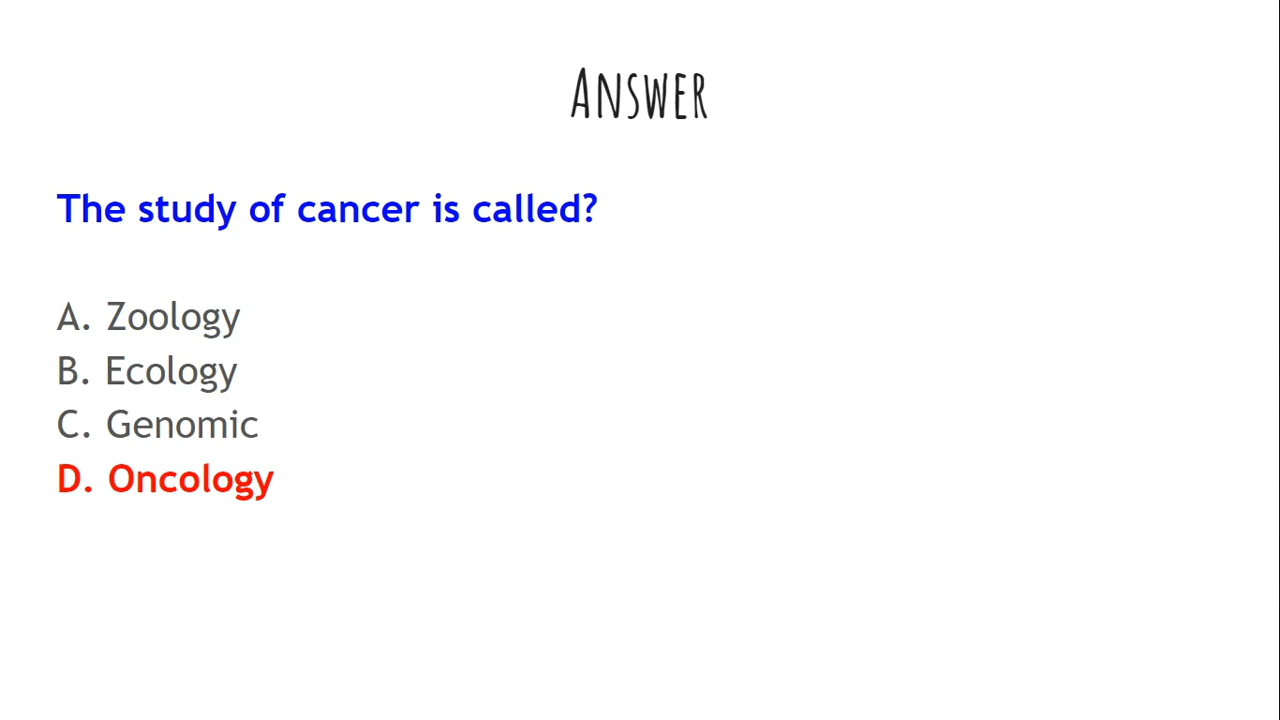 Answer
The study of cancer is called?
A. Zoology
B. Ecology
C. Genomic
D. Oncology